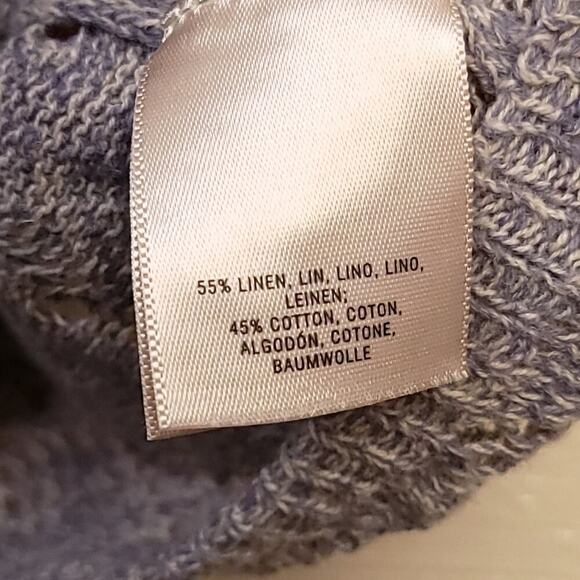 55% LINEN, LIN, LINO, LINO,
LEINEN;
45% COTTON, COTON,
ALGODÓN, COTONE,
BAUMWOLLE